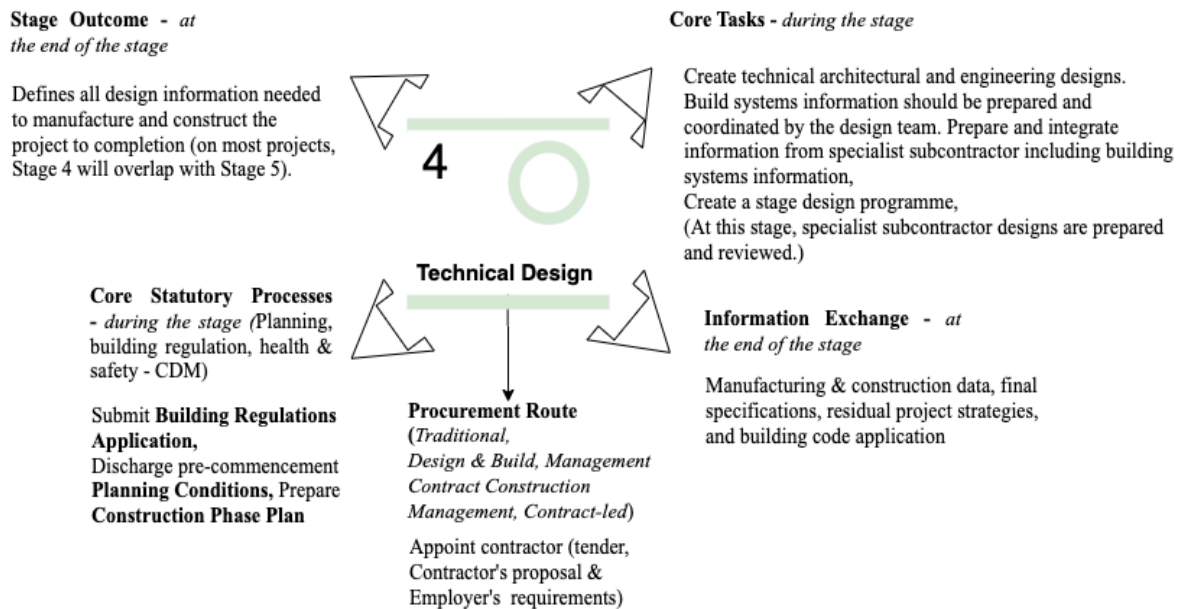 Stage Outcome - at
the end of the stage
Defines all design information needed
to manufacture and construct the
project to completion (on most projects,
Stage 4 will overlap with Stage 5).
Core Tasks - during the stage
Create technical architectural and engineering designs.
Build systems information should be prepared and
coordinated by the design team. Prepare and integrate
information from specialist subcontractor including building
systems information,
Create a stage design programme,
(At this stage, specialist subcontractor designs are prepared
and reviewed.)
4
Technical Design
Core Statutory Processes
- during the stage (Planning,
building regulation, health &
safety - CDM)
Submit Building Regulations
Application,
Discharge pre-commencement
Planning Conditions, Prepare
Construction Phase Plan
Procurement Route
(Traditional,
Design & Build, Management
Contract Construction
Management, Contract-led)
Appoint contractor (tender,
Contractor's proposal &
Employer's requirements)
Information Exchange - at
the end of the stage
Manufacturing & construction data, final
specifications, residual project strategies,
and building code application